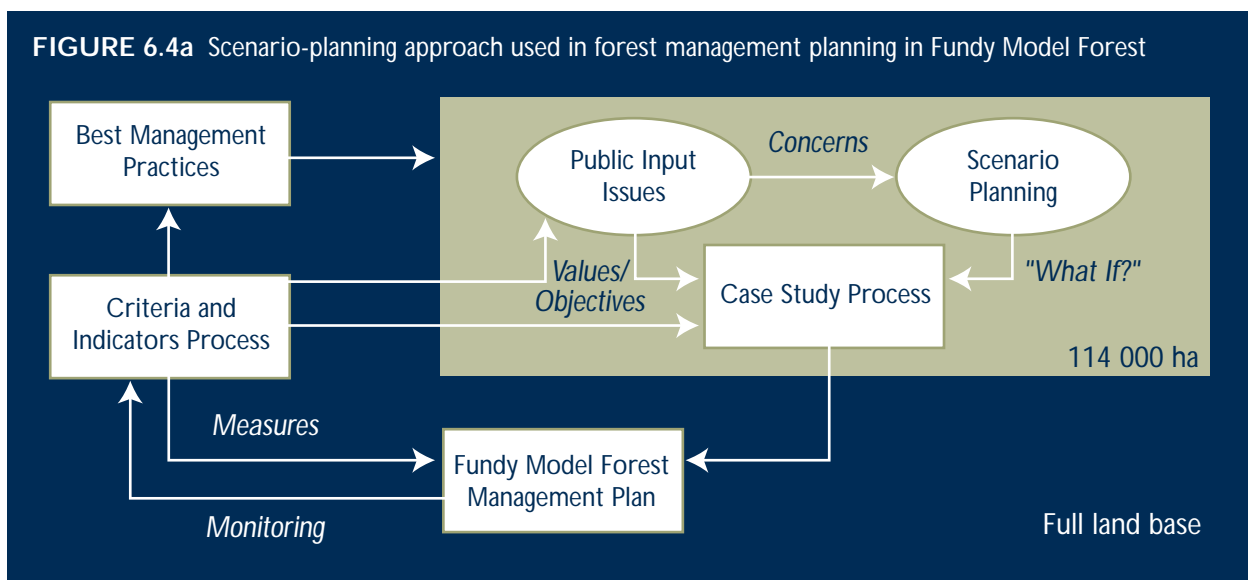 FIGURE 6.4a Scenario-planning approach used in forest management planning in Fundy Model Forest
Best Management
Practices
Public Input
Issues
Concerns
Scenario
Planning
Criteria and
Indicators Process
Values/
Objectives
Case Study Process
"What If?"
114 000 ha
Measures
Fundy Model Forest
Management Plan
Monitoring
Full land base